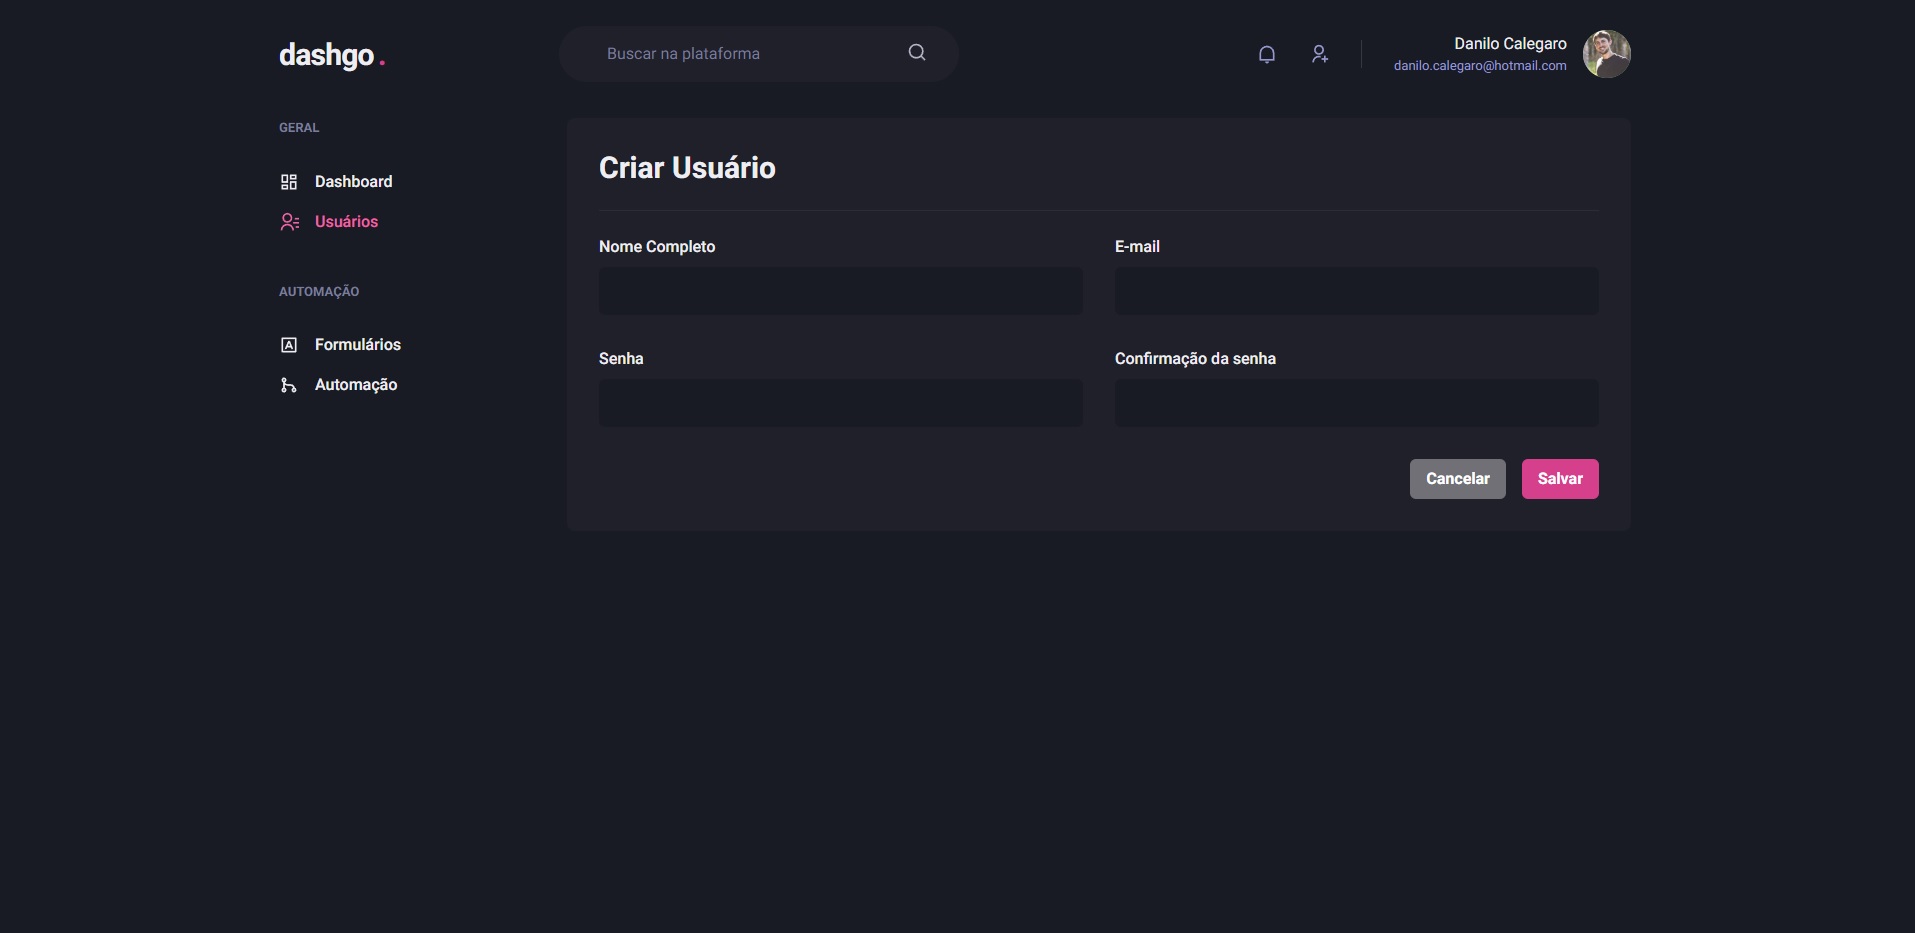 dashgo.
Buscar na plataforma
Danilo Calegaro
danilo.calegaro@hotmail.com
GERAL
Dashboard
Usuários
AUTOMAÇÃO
Formulários
Automação
Criar Usuário
Nome Completo
E-mail
Senha
Confirmação da senha
Cancelar
Salvar